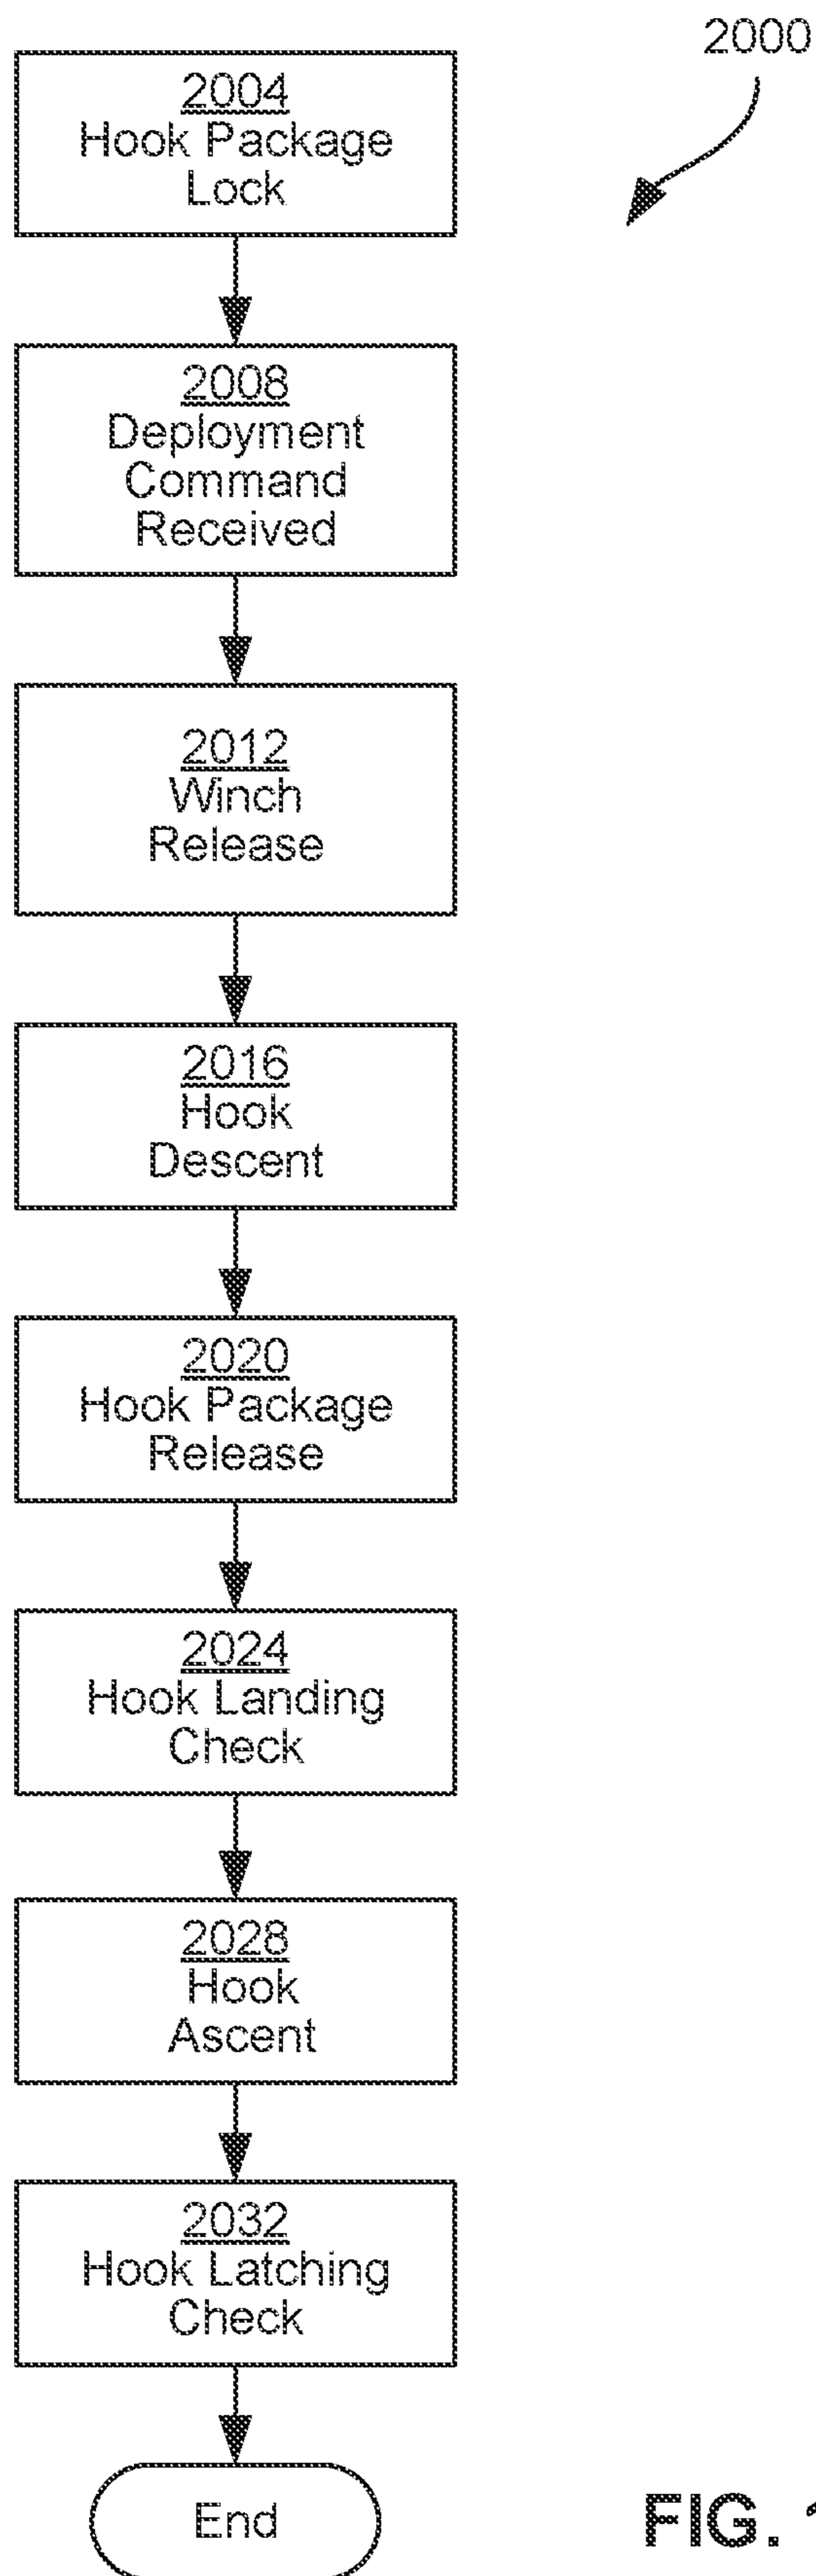 2000
2004
Hook Package
Lock
2008
Deployment
Command
Received
2012
Winch
Release
2016
Hook
Descent
2020
Hook Package
Release
2024
Hook Landing
Check
2028
Hook
Ascent
2032
Hook Latching
Check
End
FIG.